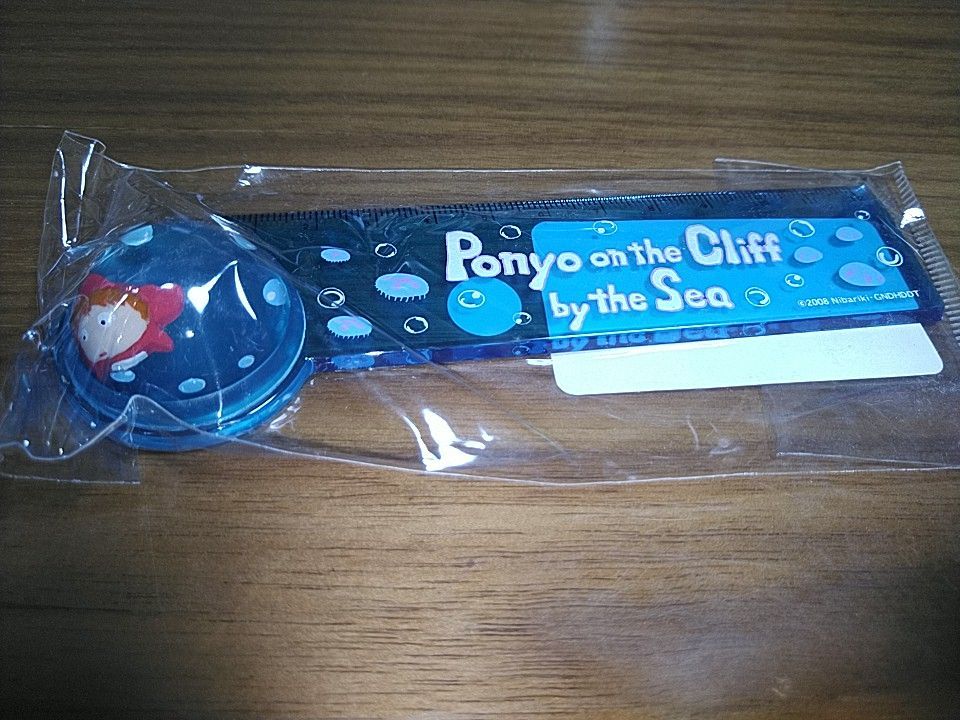 Ponyo on the Cliff
by the Sea
©2008 Nibariki・GNDHDDT